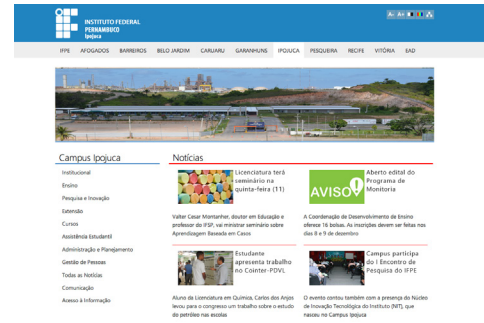 INSTITUTO FEDERAL
PERNAMBUCO
Ipojuca
A- A+
IFPE AFOGADOS BARREIROS BELO JARDIM CARUARU GARANHUNS IPOJUCA PESQUEIRA RECIFE VITÓRIA EAD
Campus Ipojuca
Institucional
Ensino
Pesquisa e Inovação
Extensão
Cursos
Assistência Estudantil
Administração e Planejamento
Gestão de Pessoas
Todas as Notícias
Comunicação
Acesso à Informação
Notícias
Licenciatura terá
seminário na
quinta-feira (11)
Valter Cesar Montanher, doutor em Educação e
professor do IFSP, vai ministrar seminário sobre
Aprendizagem Baseada em Casos
AVISO!
Aberto edital do
Programa de
Monitoria
A Coordenação de Desenvolvimento de Ensino
oferece 16 bolsas. As inscrições devem ser feitas nos
dias 8 e 9 de dezembro
Estudante
apresenta trabalho
no Cointer-PDVL
Aluno da Licenciatura em Química, Carlos dos Anjos
levou para o congresso um trabalho sobre o estudo
do petróleo nas escolas
Campus participa
do I Encontro de
Pesquisa do IFPE
O evento contou também com a presença do Núcleo
de Inovação Tecnológica do Instituto (NIT), que
nasceu no Campus Ipojuca